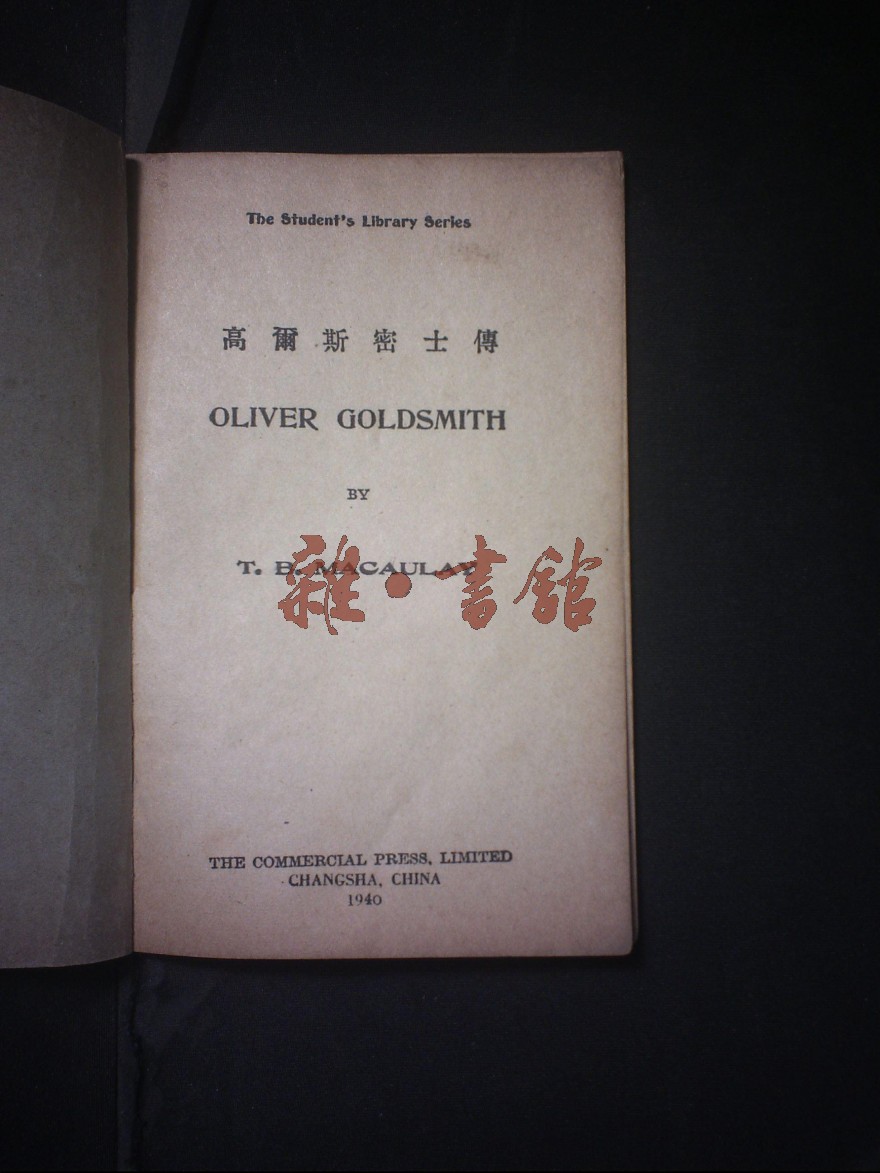 The Student's Library Series
高爾斯密士傳
OLIVER GOLDSMITH
BY
T. B. MACAULAY
雜·書館
THE COMMERCIAL PRESS, LIMITED
CHANGSHA, CHINA
1940